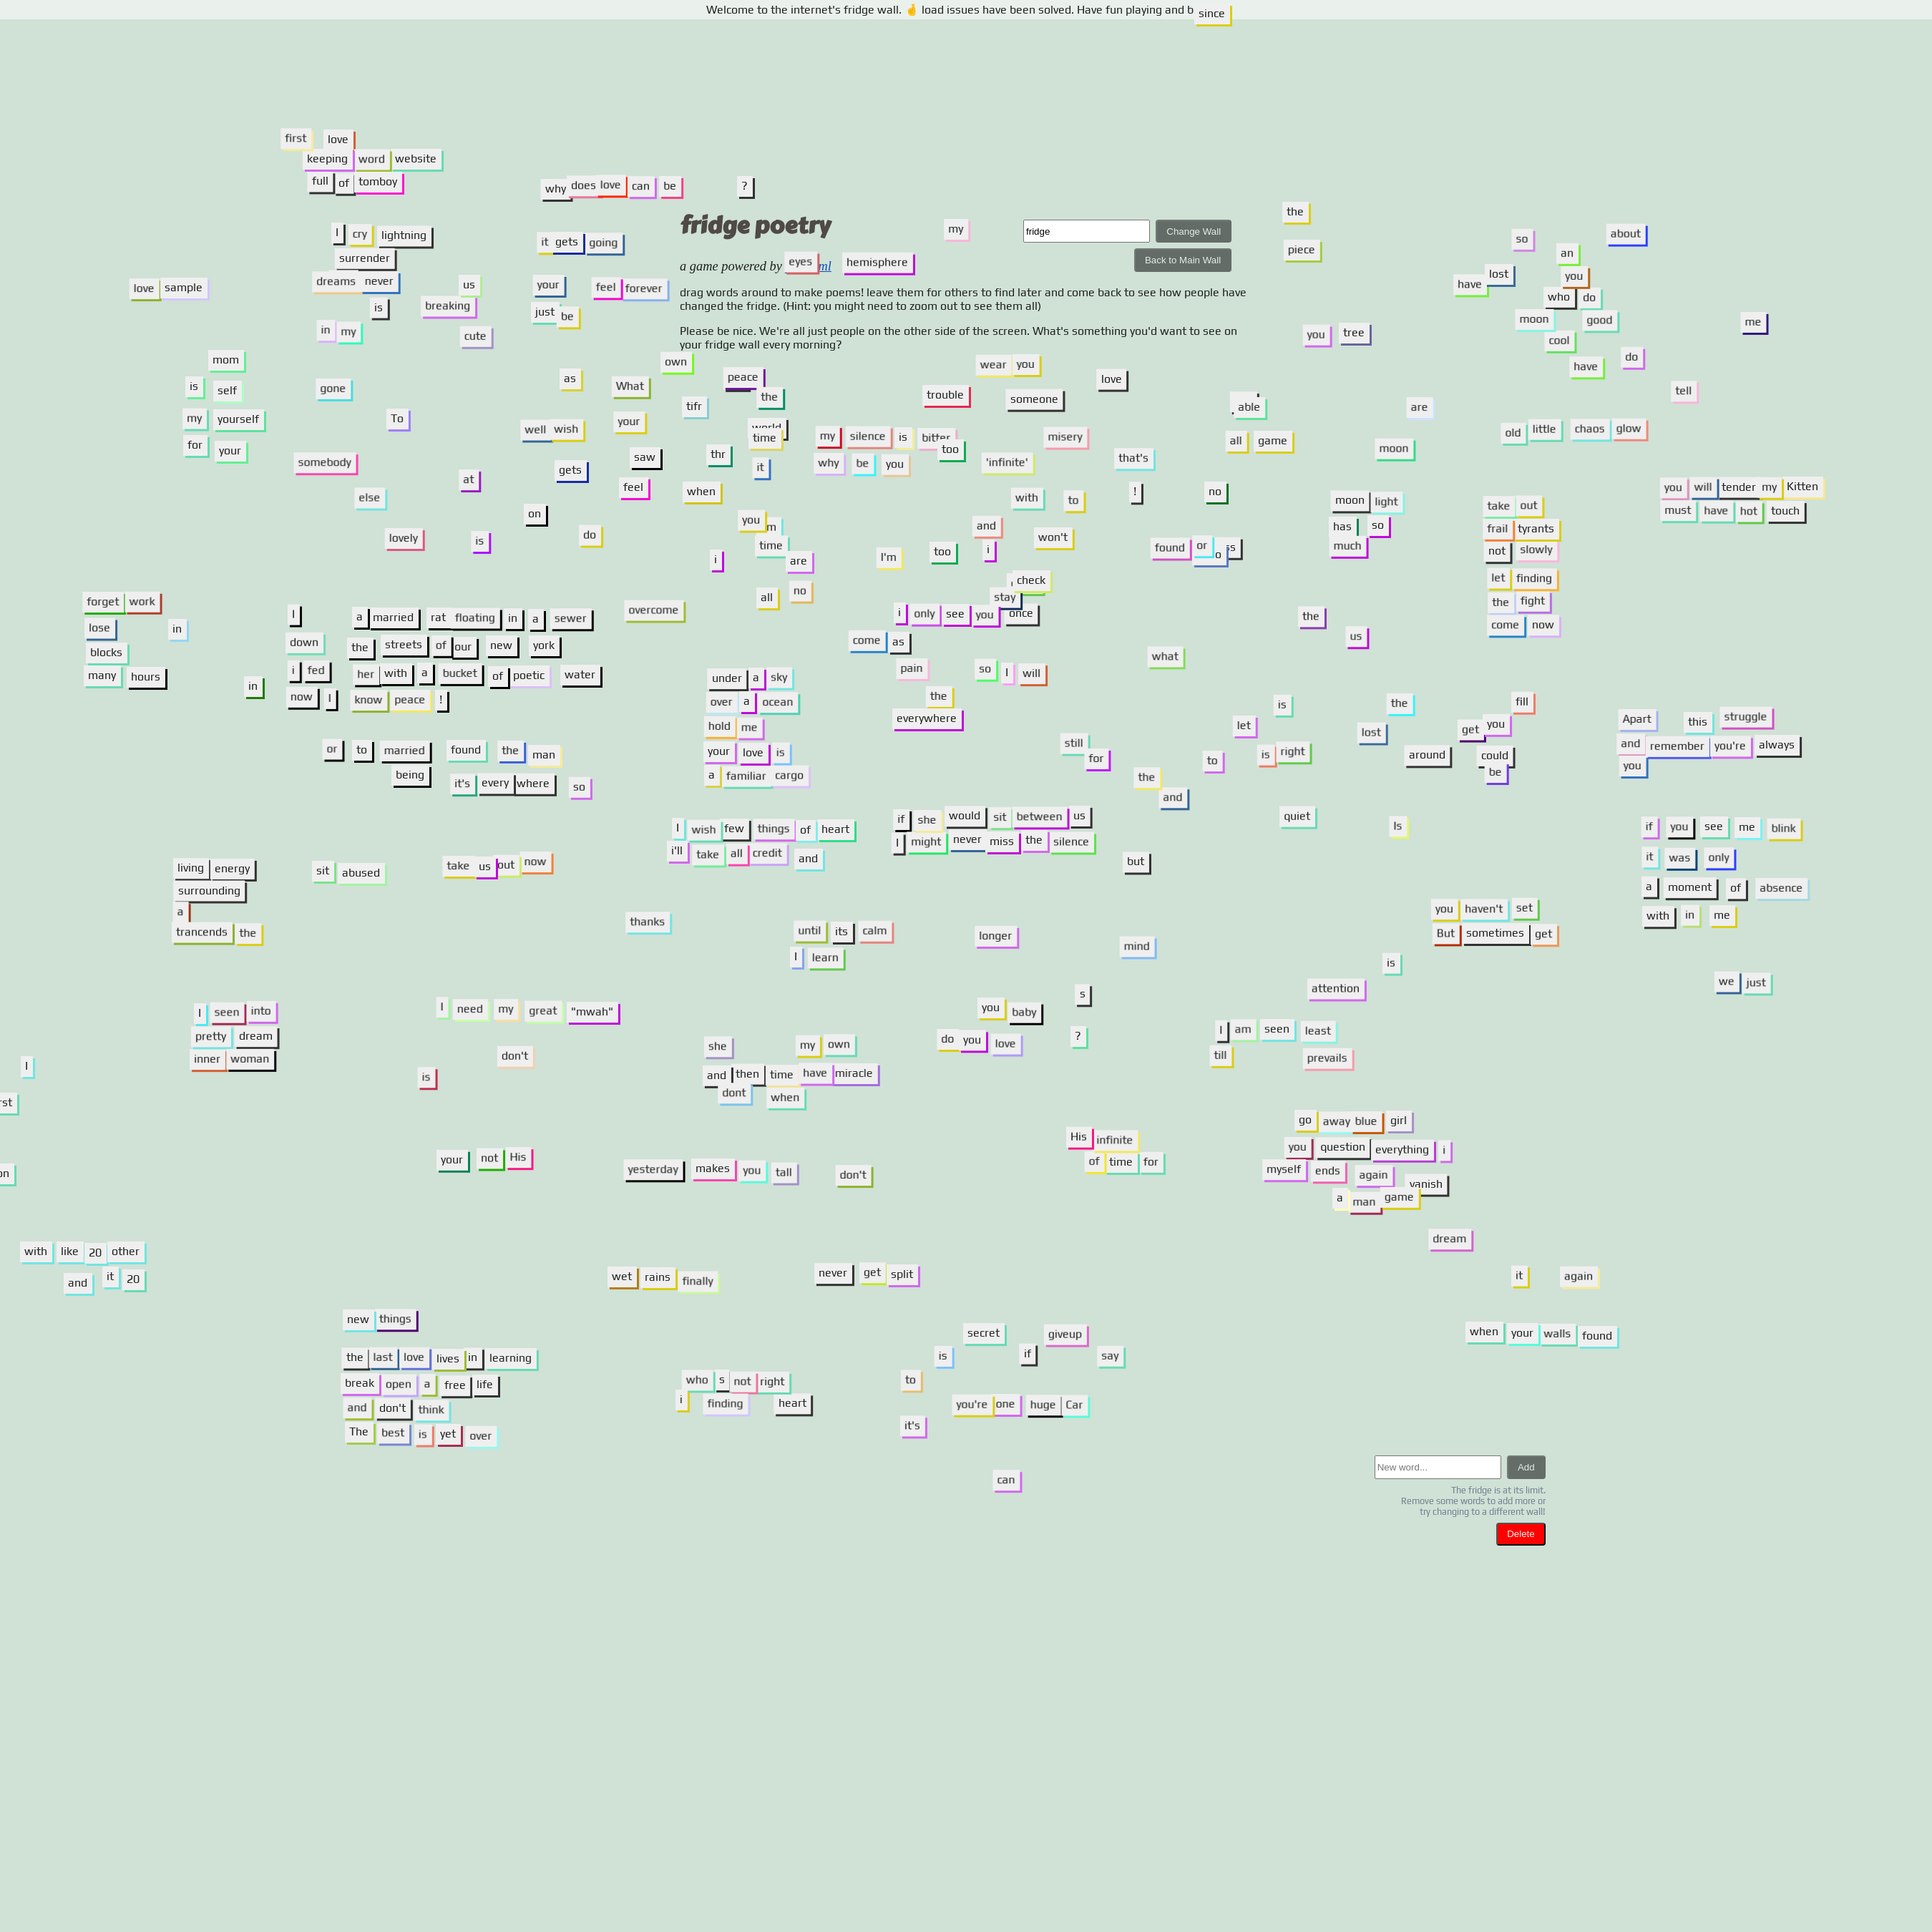 Welcome to the internet's fridge wall. ☝ load issues have been solved. Have fun playing and b
since
first love
keeping word website
full of tomboy
why does love can be ?
fridge poetry
my
fridge
Change Wall
the
I cry lightning
surrender
dreams never
is
in my
it gets going
a game powered by
eyes
ml
hemisphere
Back to Main Wall
piece
so
about
an
have lost
you
who do
moon good
cool
have
do
me
love sample
us
breaking
cute
your
feel forever
just be
drag words around to make poems! leave them for others to find later and come back to see how people have
changed the fridge. (Hint: you might need to zoom out to see them all)
Please be nice. We're all just people on the other side of the screen. What's something you'd want to see on
your fridge wall every morning?
you tree
mom
is self
my yourself
for your
gone
To
as
What
own
peace
the
tifr
wear you
trouble
someone
love
able
are
tell
somebody
else
well wish
your
time
my silence is bitter
too
why be you
misery
'infinite'
that's
all game
moon
old little chaos glow
at
gets
saw
thr
it
feel
when
with
to
!
no
moon light
has so
much
take out
frail tyrants
not slowly
let finding
the fight
come now
you will tender my Kitten
must have hot touch
lovely
is
on
do
you
time
i
are
I'm
too
and
i
won't
found or
check
stay
all
no
forget work
lose
in
blocks
many hours
in
I
a married rat floating in a sewer
down
the streets of our new york
i fed
her with a bucket of poetic water
now I
know peace !
overcome
i only see you once
come as
the
us
or to married found the man
being
it's every where so
under a sky
over a ocean
hold me
your love is
a familiar cargo
pain
so I will
the
everywhere
what
is
let
the
lost
fill
get you
around
could
be
Apart this struggle
and remember you're always
you
still
for
to
is right
the
and
I wish few things of heart
i'll take all credit and
if she would sit between us
I might never miss the silence
quiet
Is
if you see me blink
it was only
a moment of absence
with in me
living energy
surrounding
a
trancends the
sit abused
take us out now
but
thanks
until its calm
I learn
longer
mind
you haven't set
But sometimes get
is
attention
we just
I seen into
pretty dream
inner woman
I need my great "mwah"
don't
is
s
you baby
do you love
?
I am seen least
till
prevails
I
rst
she
my own
and then time have miracle
dont
when
go away blue girl
you question everything i
myself ends again
vanish
a man game
His infinite
of time for
your not His
yesterday makes you tall
don't
on
dream
with like 20 other
and it 20
wet rains finally
never get split
it
again
new things
the last love lives in learning
break open a free life
and don't think
The best is yet over
secret
giveup
is
if
say
when your walls found
who s not right
i finding heart
to
you're one huge Car
it's
can
New word...
Add
The fridge is at its limit.
Remove some words to add more or
try changing to a different wall!
Delete